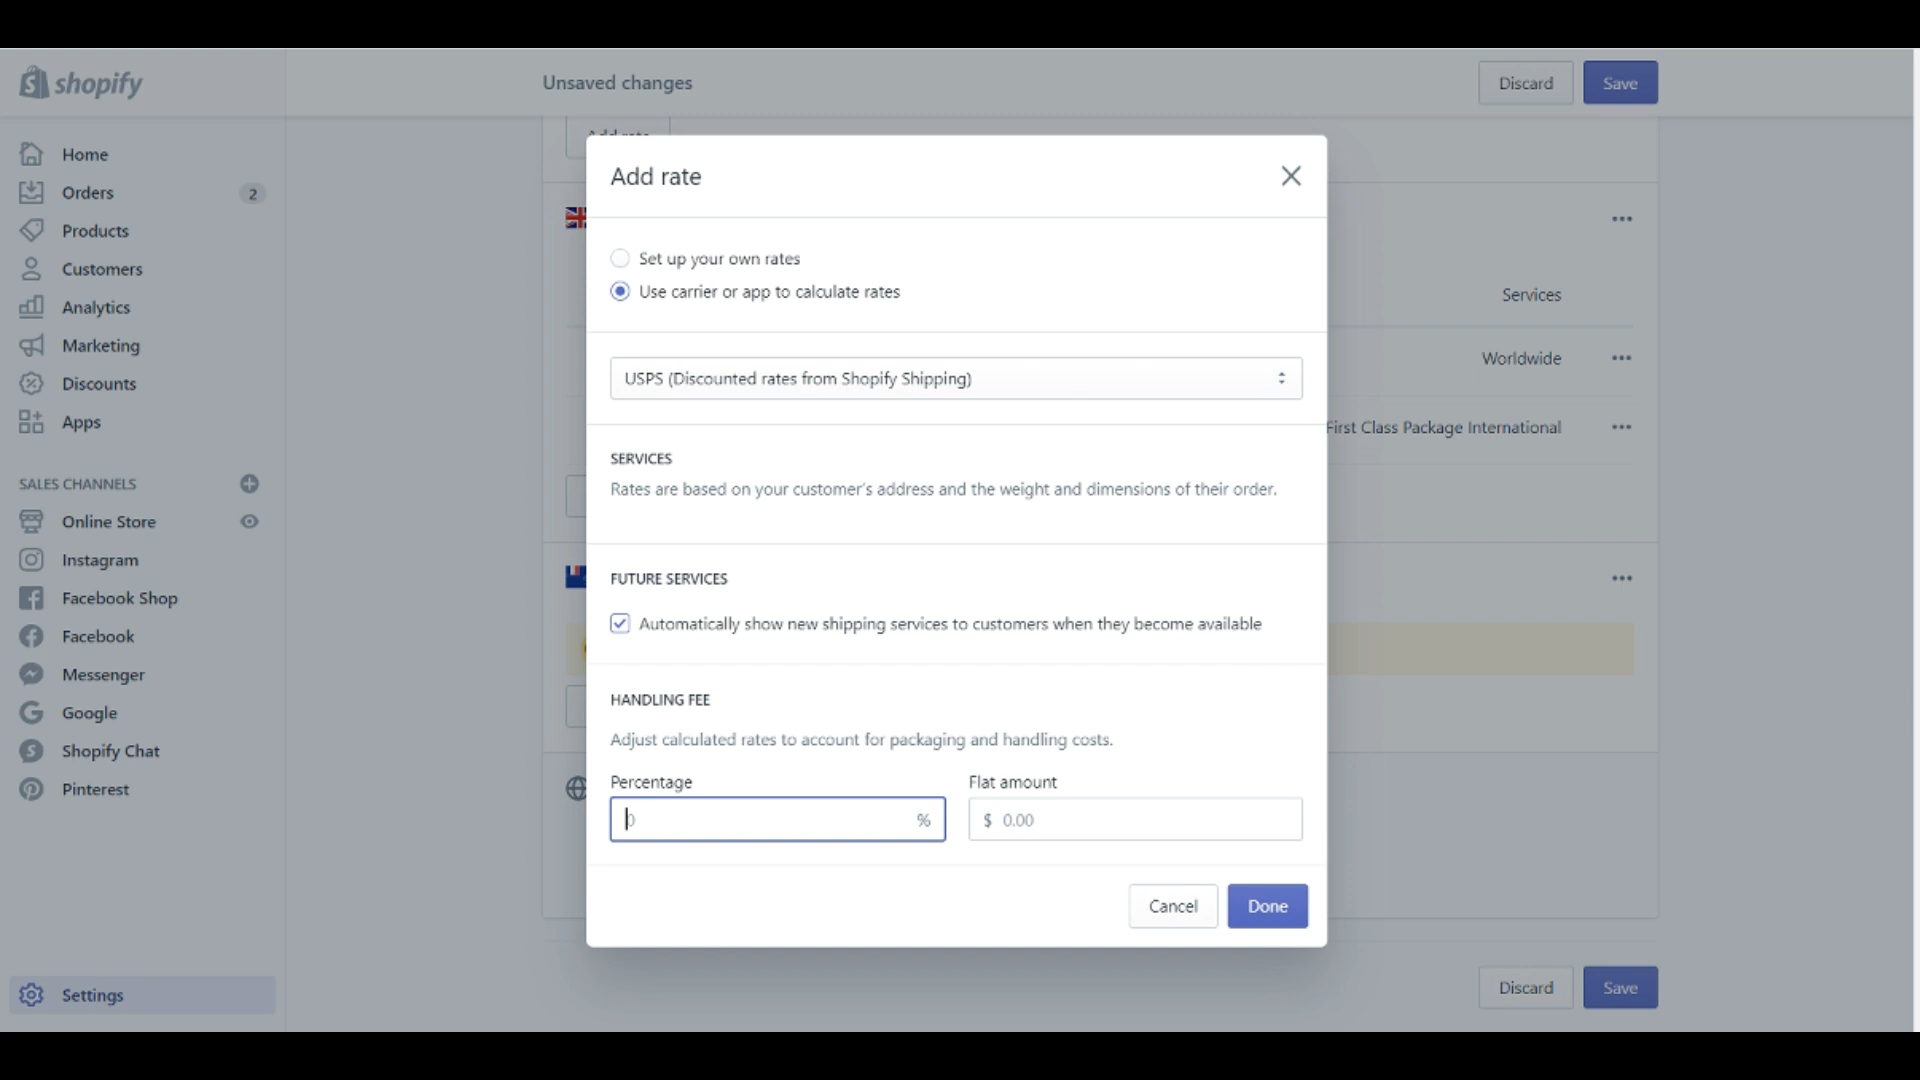 shopify
Unsaved changes
Discard
Save
Home
Orders
2
Products
Customers
Analytics
Marketing
Discounts
Apps
SALES CHANNELS
Online Store
Instagram
Facebook Shop
Facebook
Messenger
Google
Shopify Chat
Pinterest
Settings
Add rate
Add rate
Set up your own rates
Use carrier or app to calculate rates
USPS (Discounted rates from Shopify Shipping)
SERVICES
Rates are based on your customer's address and the weight and dimensions of their order.
FUTURE SERVICES
Automatically show new shipping services to customers when they become available
HANDLING FEE
Adjust calculated rates to account for packaging and handling costs.
Percentage
Flat amount
0 %
$ 0.00
Cancel
Done
Services
Worldwide
First Class Package International
Discard
Save